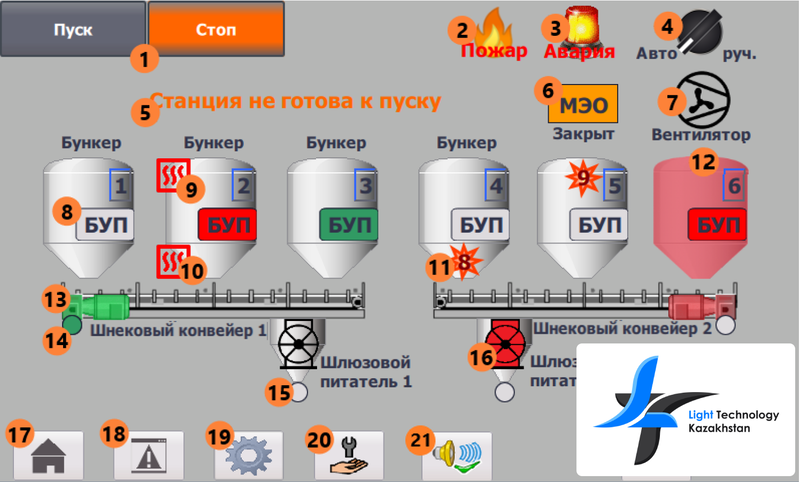 Пуск
Стоп
1
2
Пожар
3
Авария
4
Авто
руч.
5
Станция не готова к пуску
6
МЭО
Закрыт
7
Вентилятор
Бункер
Бункер
Бункер
Бункер
8
1
БУП
9
10
2
БУП
3
БУП
11
4
БУП
8
9
5
БУП
12
6
БУП
13
14
Шнековый конвейер 1
Шнековый конвейер 2
15
Шлюзовой
питатель 1
16
Light Technology
Kazakhstan
17
18
19
20
21